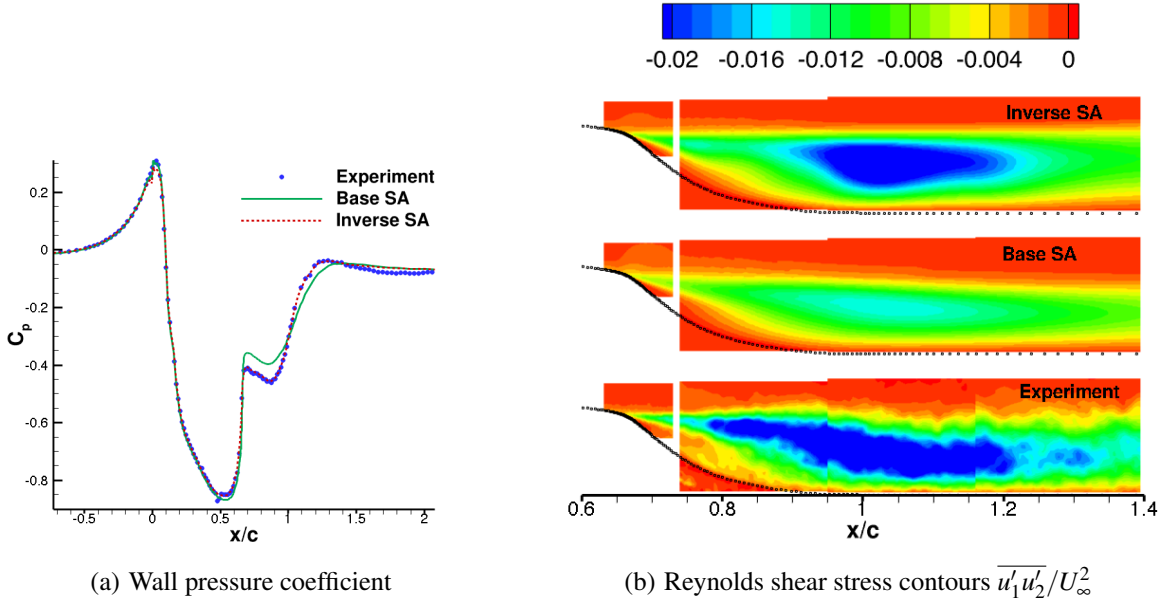 -0.02 -0.016 -0.012 -0.008 -0.004 0
Inverse SA
Base SA
Experiment
0.6 0.8 1 1.2 1.4
x/c
0.2
0
-0.2
-0.4
-0.6
-0.8
C_p
Experiment
Base SA
Inverse SA
-0.5 0 0.5 1 1.5 2
x/c
(a) Wall pressure coefficient
(b) Reynolds shear stress contours $\overline{u_1'u_2'}/U_\infty^2$